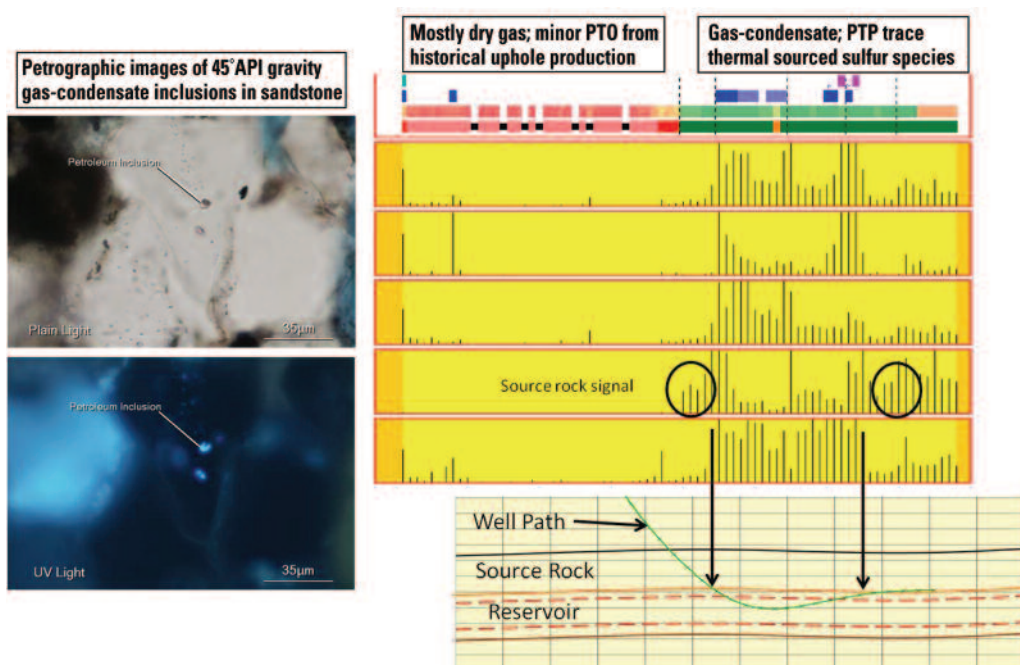 Petrographic images of 45°API gravity
gas-condensate inclusions in sandstone
Petroleum Inclusion
Plain Light
35µm
Petroleum Inclusion
UV Light
35µm
Mostly dry gas; minor PTO from
historical uphole production
Gas-condensate; PTP trace
thermal sourced sulfur species
Source rock signal
Well Path
Source Rock
Reservoir